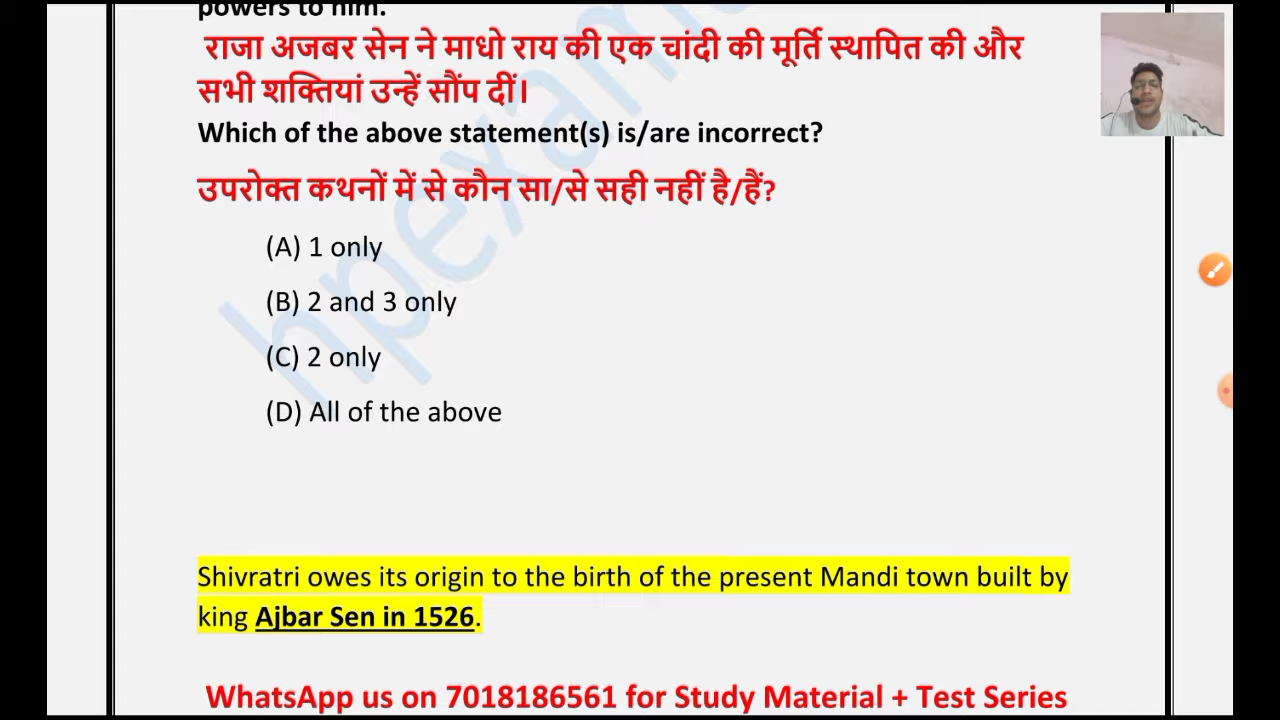 powers to him.
राजा अजबर सेन ने माधो राय की एक चांदी की मूर्ति स्थापित की और
सभी शक्तियां उन्हें सौंप दीं।
Which of the above statement(s) is/are incorrect?
उपरोक्त कथनों में से कौन सा/से सही नहीं है/हैं?
(A) 1 only
(B) 2 and 3 only
(C) 2 only
(D) All of the above
Shivratri owes its origin to the birth of the present Mandi town built by
king Ajbar Sen in 1526.
WhatsApp us on 7018186561 for Study Material + Test Series
hpexam